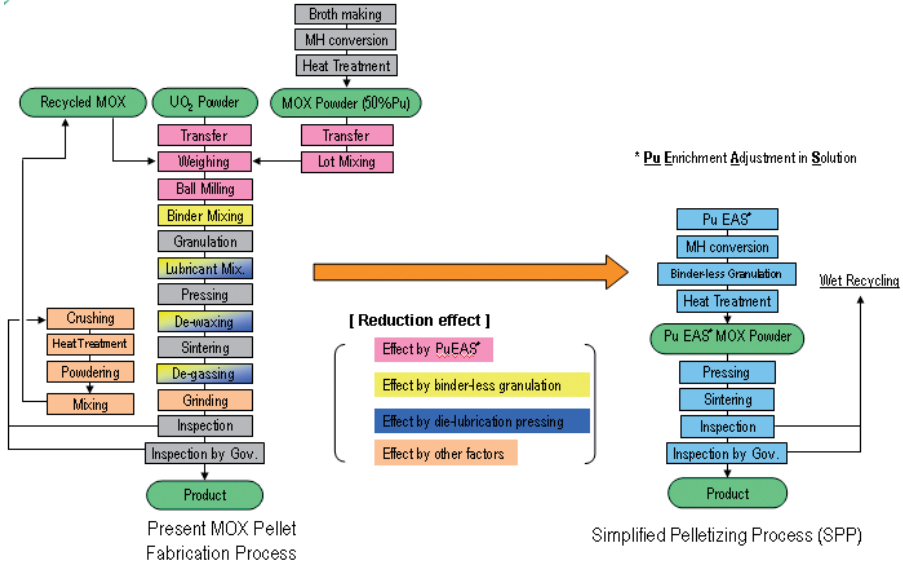 Broth making
MH conversion
Heat Treatment
Recycled MOX
UO₂ Powder
MOX Powder (50%Pu)
Transfer
Transfer
Weighing
Lot Mixing
Ball Milling
Binder Mixing
Granulation
Lubricant Mix.
Pressing
De-waxing
Sintering
De-gassing
Grinding
Inspection
Inspection by Gov.
Product
Crushing
Heat Treatment
Powdering
Mixing
Present MOX Pellet
Fabrication Process
[ Reduction effect ]
Effect by PuEAS*
Effect by binder-less granulation
Effect by die-lubrication pressing
Effect by other factors
* Pu Enrichment Adjustment in Solution
Pu EAS*
MH conversion
Binder-less Granulation
Heat Treatment
Wet Recycling
Pu EAS* MOX Powder
Pressing
Sintering
Inspection
Inspection by Gov.
Product
Simplified Pelletizing Process (SPP)